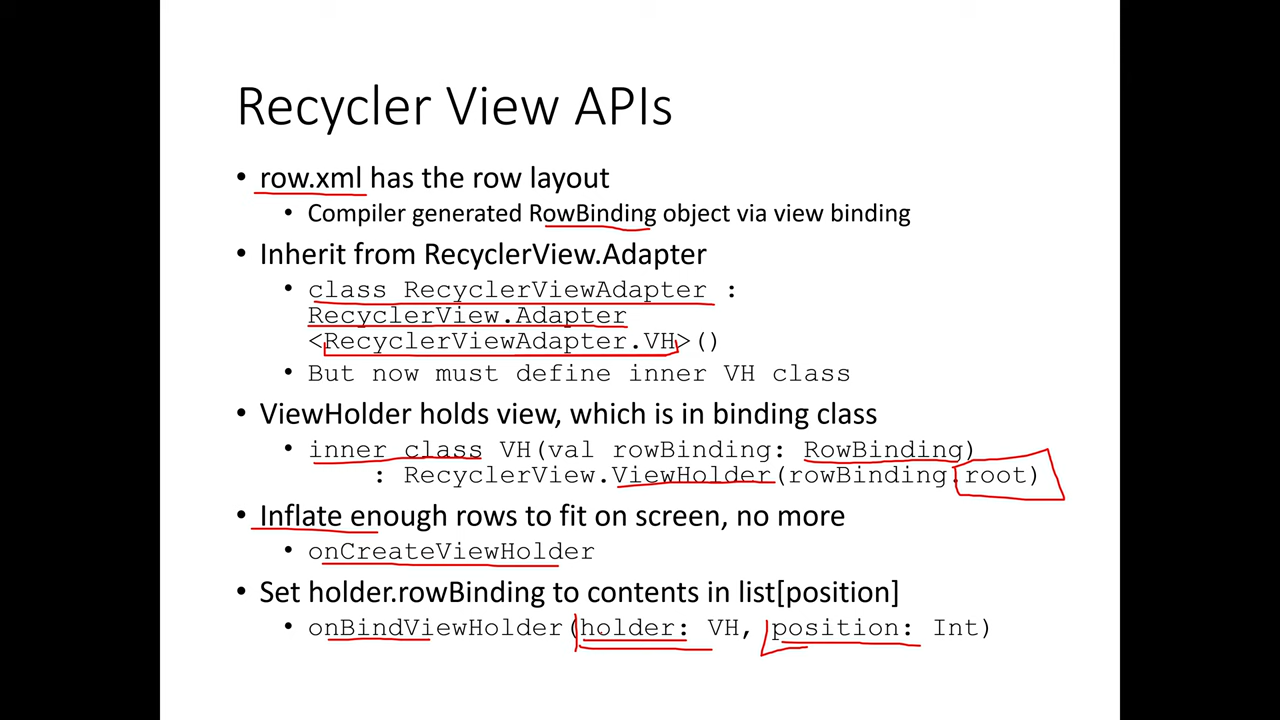 Recycler View APIs
• row.xml has the row layout
• Compiler generated RowBinding object via view binding
• Inherit from RecyclerView.Adapter
• class RecyclerViewAdapter :
RecyclerView.Adapter
<RecyclerViewAdapter.VH>()
• But now must define inner VH class
• ViewHolder holds view, which is in binding class
• inner class VH(val rowBinding: RowBinding)
: RecyclerView.ViewHolder(rowBinding.root)
• Inflate enough rows to fit on screen, no more
• onCreateViewHolder
• Set holder.rowBinding to contents in list[position]
• onBindViewHolder(holder: VH, position: Int)